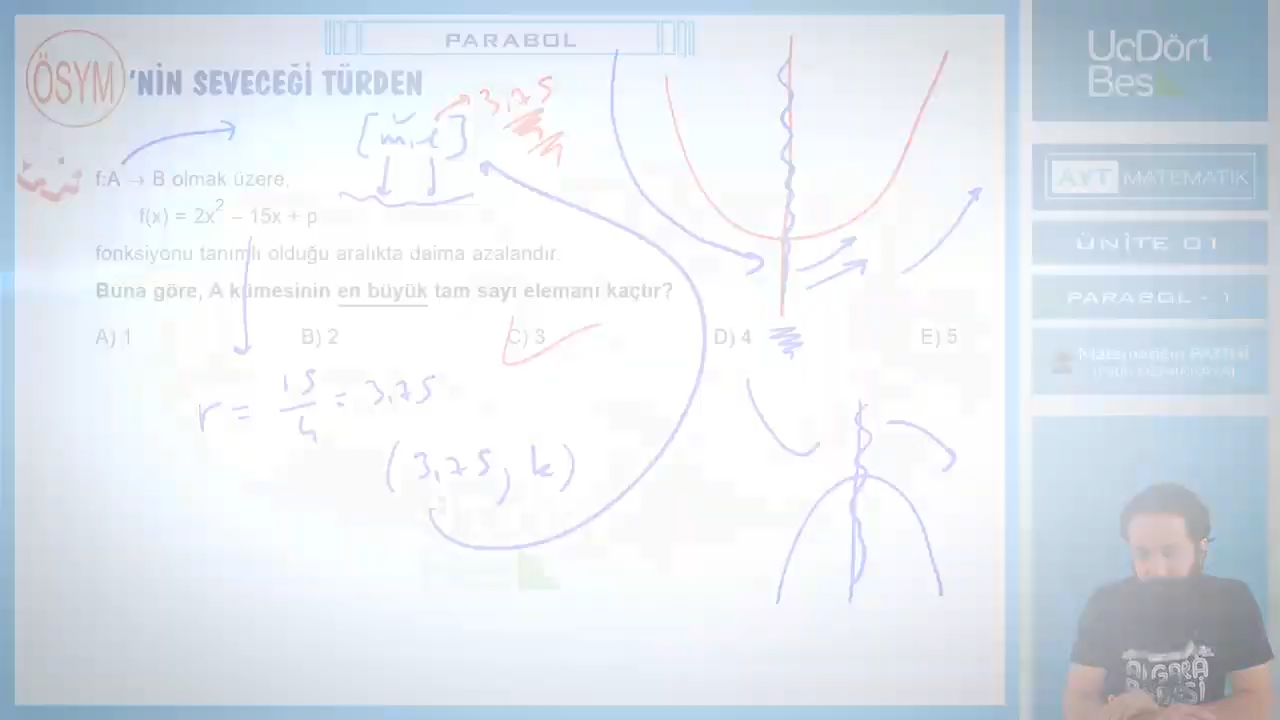 PARABOL
ÖSYM 'NİN SEVECEĞİ TÜRDEN
3,75
f:A → B olmak üzere,
f(x) = 2x² – 15x + p
fonksiyonu tanımlı olduğu aralıkta daima azalandır.
Buna göre, A kümesinin en büyük tam sayı elemanı kaçtır?
A) 1 B) 2 C) 3 D) 4 E) 5
r = 15/4 = 3,75
(3,75, k)
ÜçDört
Beş
AYT MATEMATİK
ÜNİTE 01
PARABOL - 1